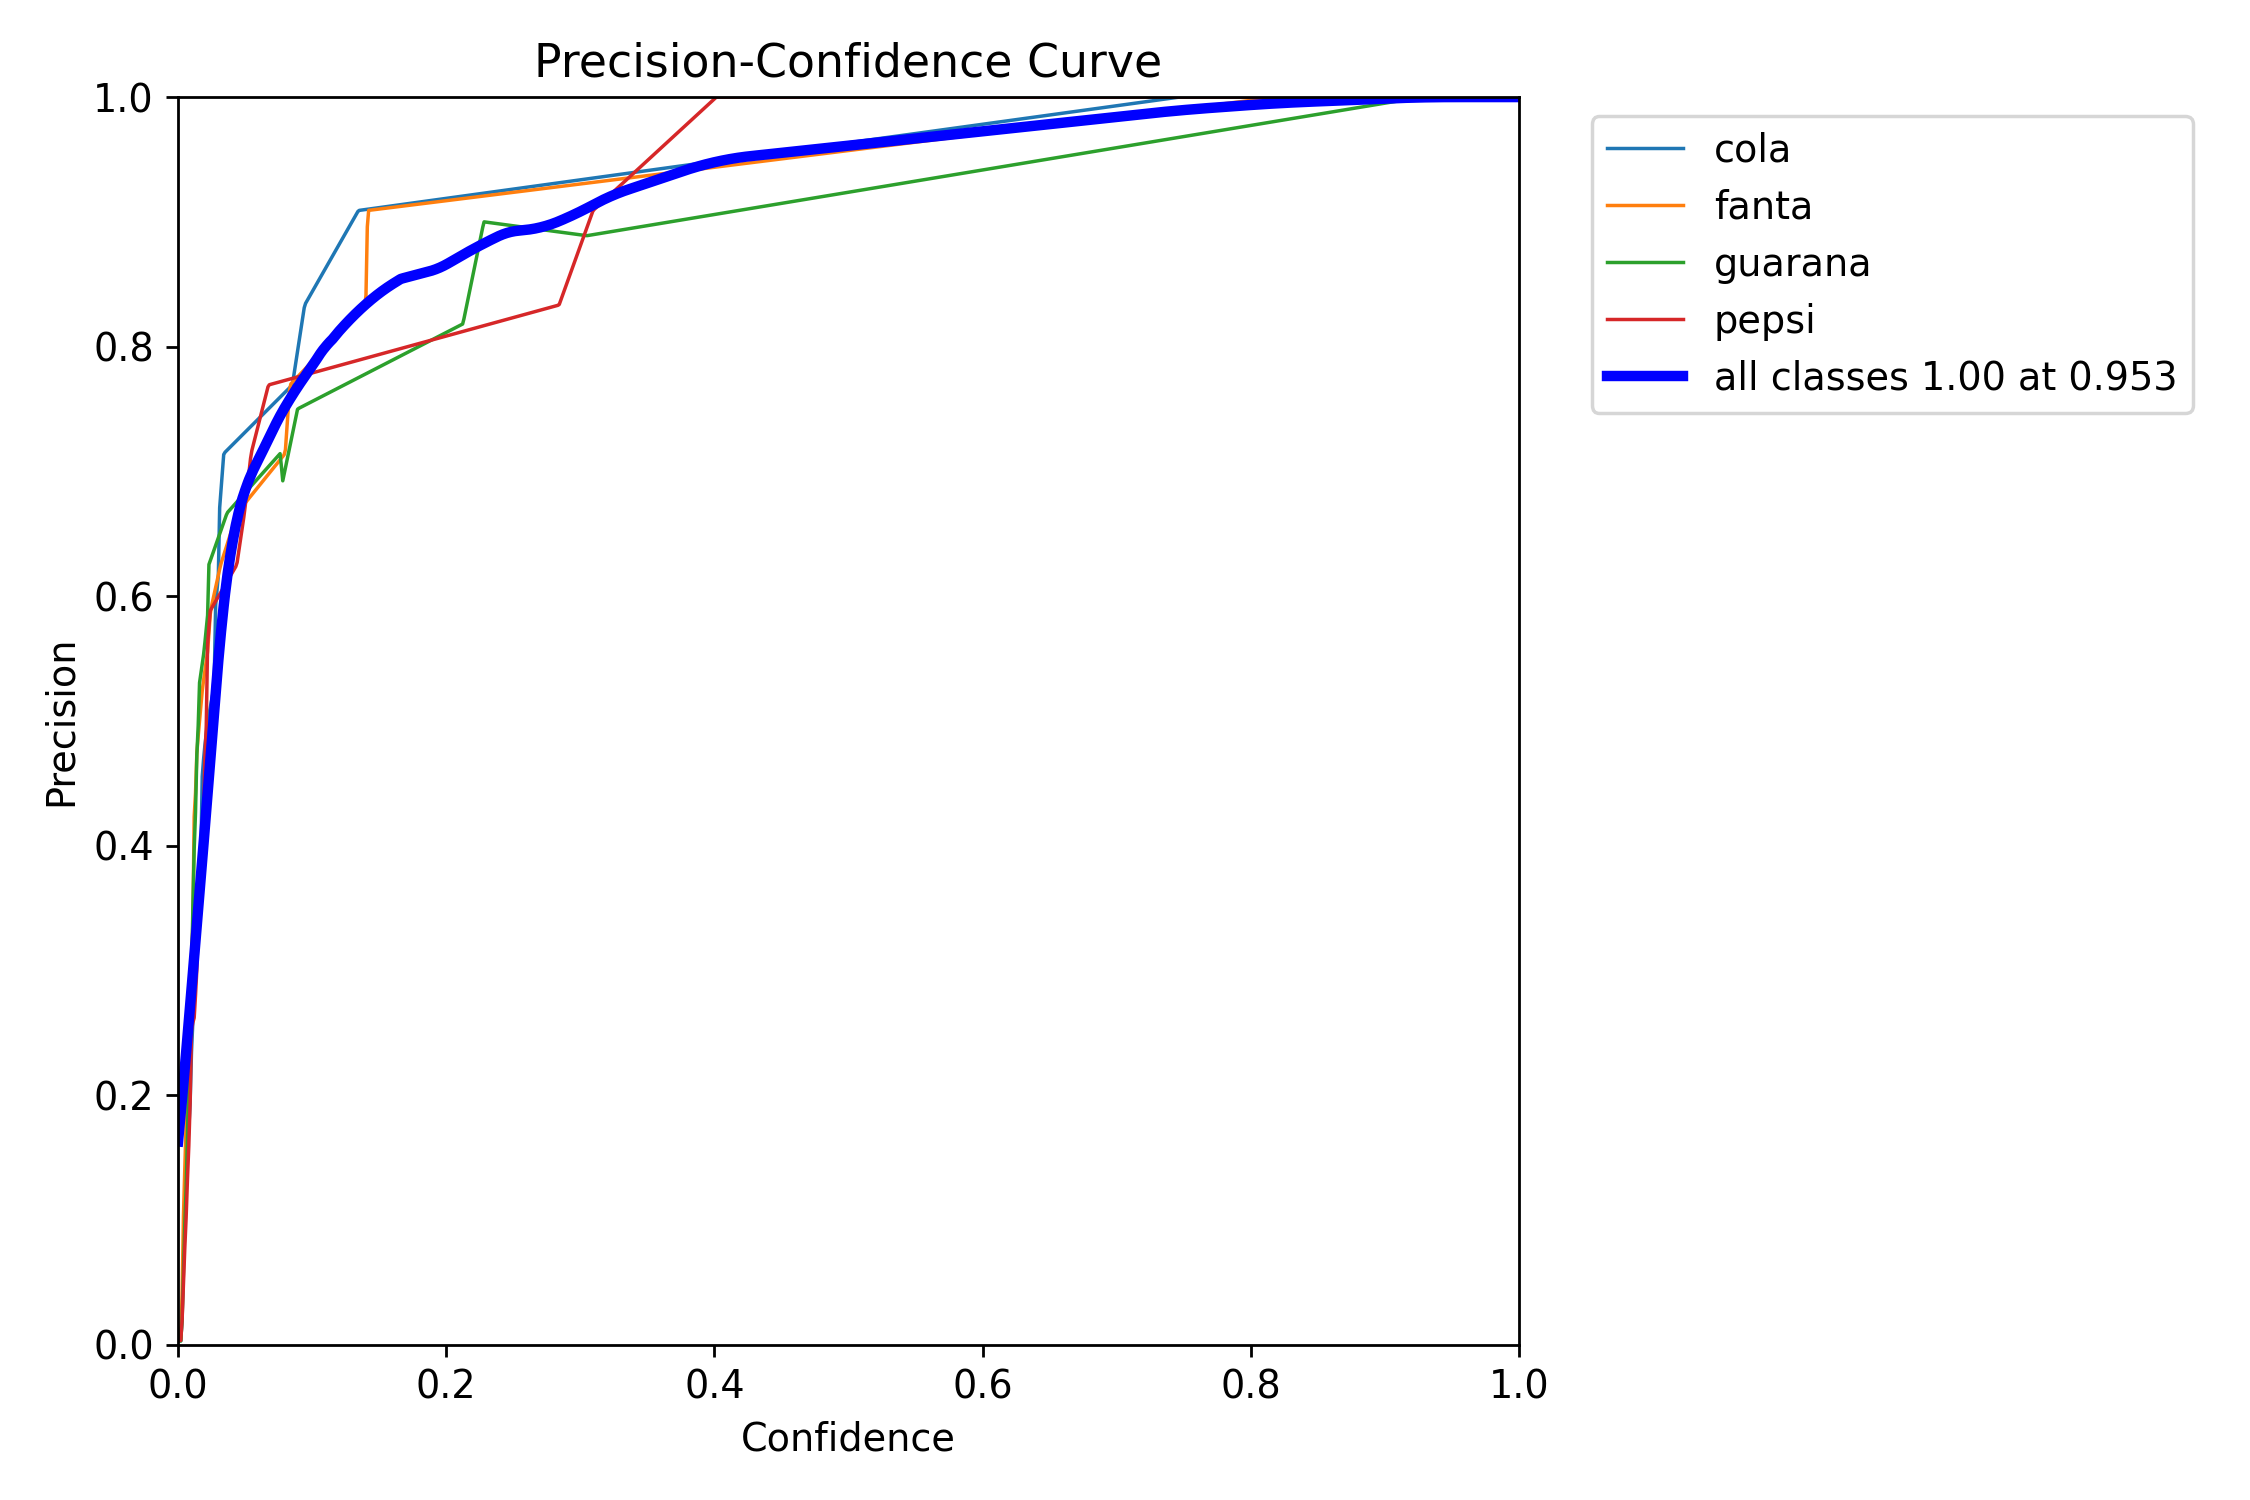 Precision-Confidence Curve
1.0
0.8
0.6
0.4
0.2
0.0
Precision
0.0 0.2 0.4 0.6 0.8 1.0
Confidence
cola
fanta
guarana
pepsi
all classes 1.00 at 0.953